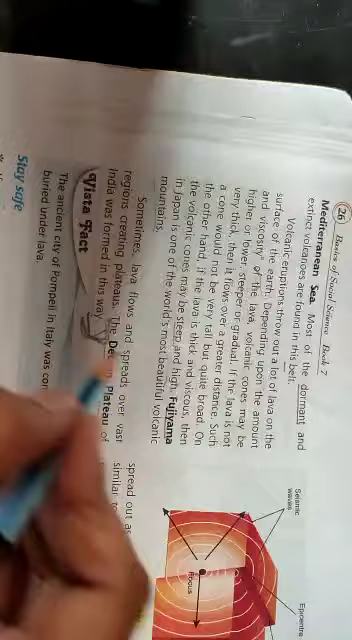 26 Basics of Social Science Book 7
Mediterranean Sea. Most of the dormant and
extinct volcanoes are found in this belt.
Volcanic eruptions throw out a lot of lava on the
surface of the earth. Depending upon the amount
and viscosity of the lava, volcanic cones may be
higher or lower, steeper or gradual. If the lava is not
very thick, then it flows over a greater distance. Such
a cone would not be very tall but quite broad. On
the other hand, if the lava is thick and viscous, then
the volcanic cones may be steep and high. Fujiyama
in Japan is one of the world's most beautiful volcanic
mountains.
Sometimes, lava flows and spreads over vast
regions creating plateaus. The Plateau of
India was formed in this way.
Vista Fact
The ancient city of Pompeii in Italy was
buried under lava.
Stay safe
Seismic
waves
Epicentre
Focus
spread out as
similar to